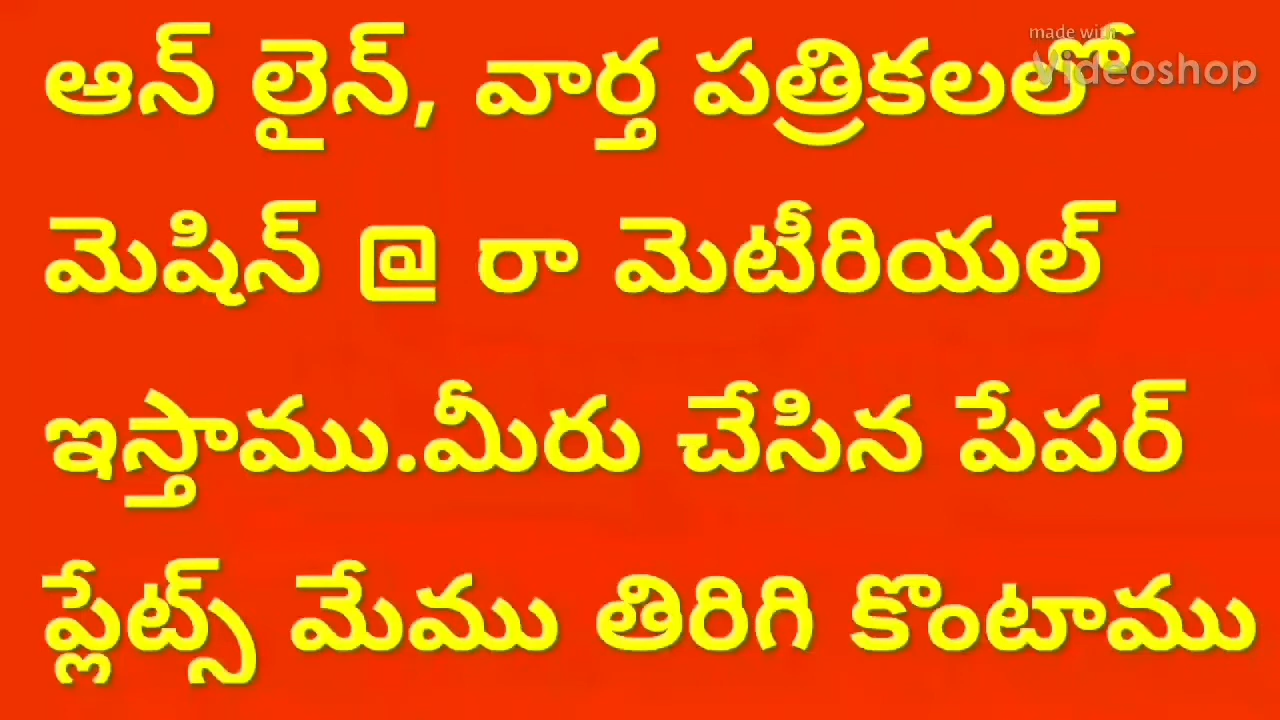 made with
Videoshop
ఆన్ లైన్, వార్త పత్రికలలో
మెషిన్ @ రా మెటీరియల్
ఇస్తాము.మీరు చేసిన పేపర్
ప్లేట్స్ మేము తిరిగి కొంటాము